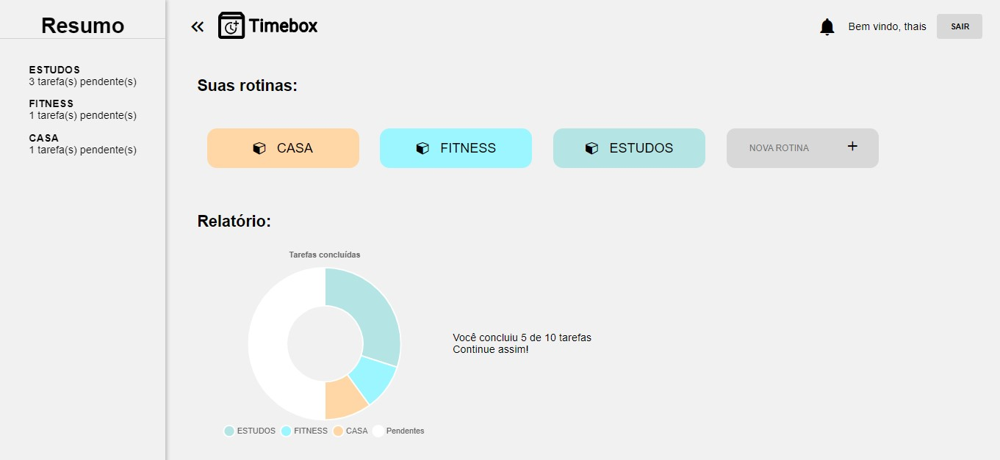 Resumo
ESTUDOS
3 tarefa(s) pendente(s)
FITNESS
1 tarefa(s) pendente(s)
CASA
1 tarefa(s) pendente(s)
Timebox
Bem vindo, thais
SAIR
Suas rotinas:
CASA
FITNESS
ESTUDOS
NOVA ROTINA +
Relatório:
Tarefas concluídas
Você concluiu 5 de 10 tarefas
Continue assim!
ESTUDOS FITNESS CASA Pendentes